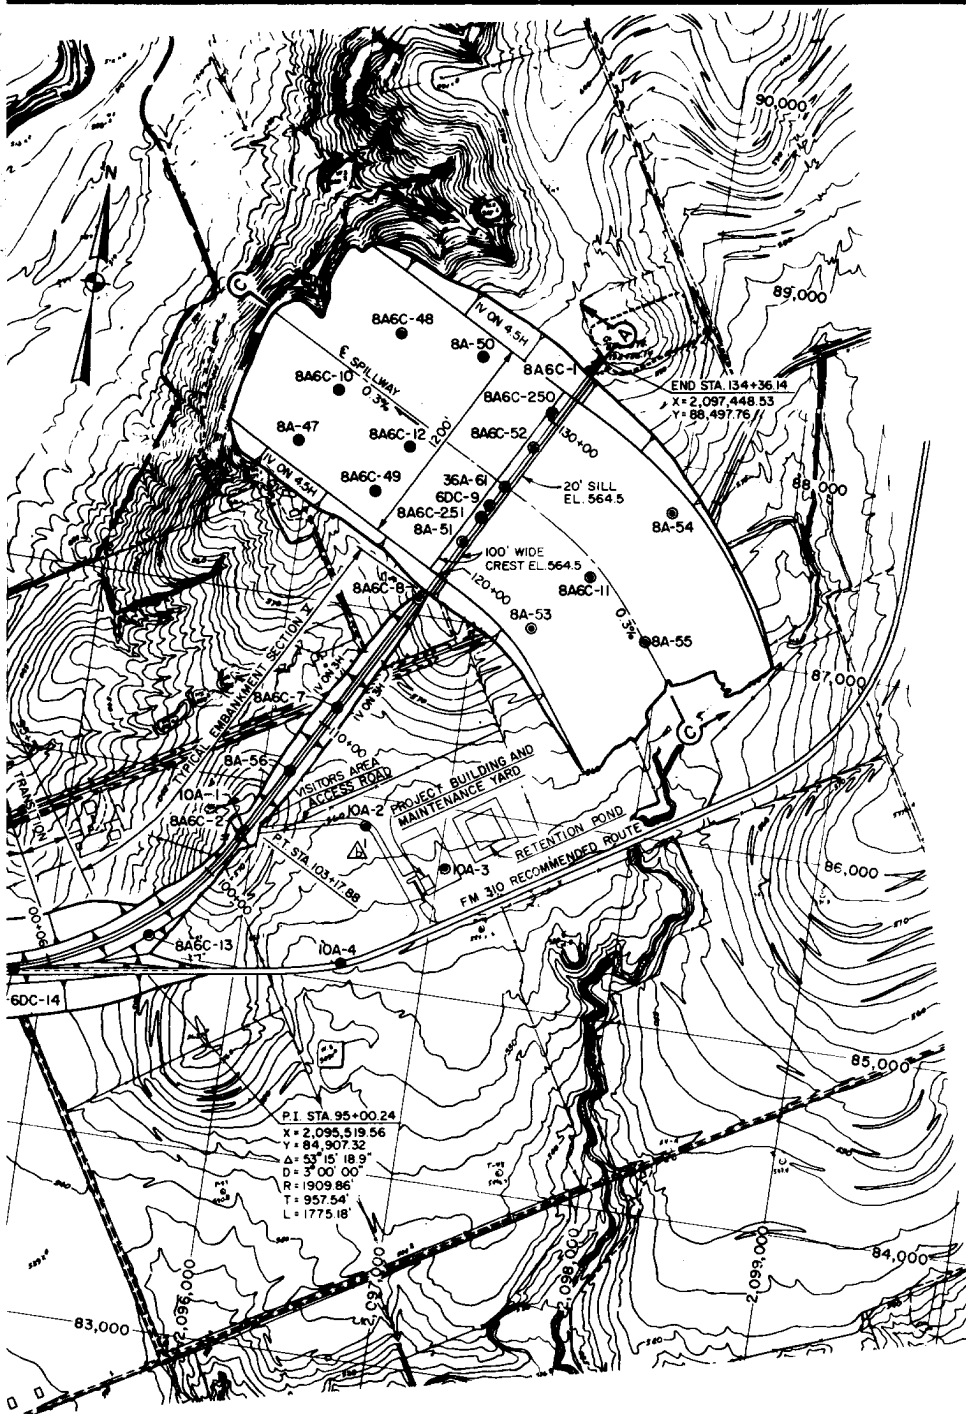 90,000
N
89,000
C
A
8A6C-48
8A-50
1V ON 4.5H
8A6C-1
END STA. 134+36.14
X = 2,097,448.53
Y = 88,497.76
℄ SPILLWAY
0.3%
8A6C-10
8A6C-250
1200'
8A-47
8A6C-12
8A6C-52
130+00
1V ON 4.5H
8A6C-49
36A-61
6DC-9
8A6C-251
8A-51
20' SILL
EL. 564.5
88,000
8A-54
100' WIDE
CREST EL. 564.5
8A6C-8
120+00
8A6C-11
8A-53
0.3%
8A-55
TYPICAL EMBANKMENT SECTION V
8A6C-7
1V ON 3H
1V ON 3H
87,000
C"
110+00
8A-56
VISITORS AREA
ACCESS ROAD
PROJECT BUILDING AND
MAINTENANCE YARD
TRANSITION
10A-1
8A6C-2
10A-2
P.T. STA. 103+17.88
10A-3
RETENTION POND
FM 310 RECOMMENDED ROUTE
86,000
100+00
90+00
8A6C-13
10A-4
6DC-14
85,000
P.I. STA. 95+00.24
X = 2,095,519.56
Y = 84,907.32
Δ = 53° 15' 18.9"
D = 3° 00' 00"
R = 1909.86'
T = 957.54'
L = 1775.18'
84,000
83,000
2,096,000
2,097,000
2,098,000
2,099,000